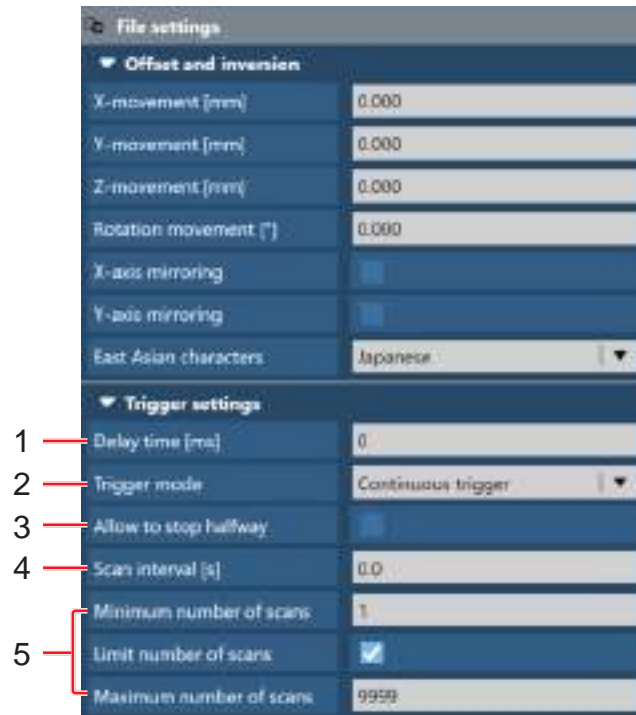 File settings
Offset and inversion
X-movement [mm] 0.000
Y-movement [mm] 0.000
Z-movement [mm] 0.000
Rotation movement [°] 0.000
X-axis mirroring
Y-axis mirroring
East Asian characters Japanese
Trigger settings
1 Delay time [ms] 0
2 Trigger mode Continuous trigger
3 Allow to stop halfway
4 Scan interval [s] 0.0
Minimum number of scans 1
5 Limit number of scans
Maximum number of scans 9999